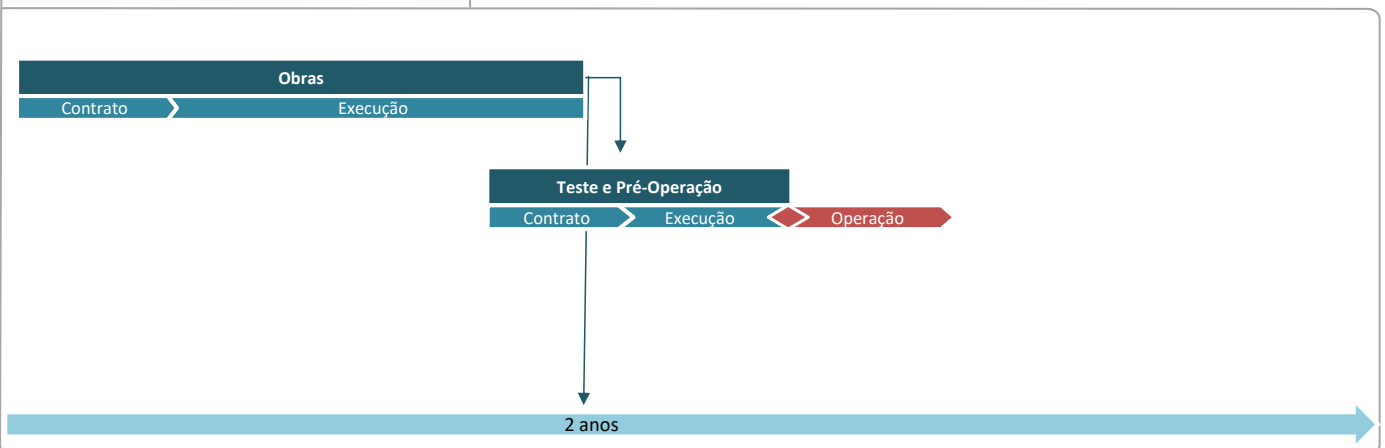 Obras
Contrato
Execução
Teste e Pré-Operação
Contrato
Execução
Operação
2 anos